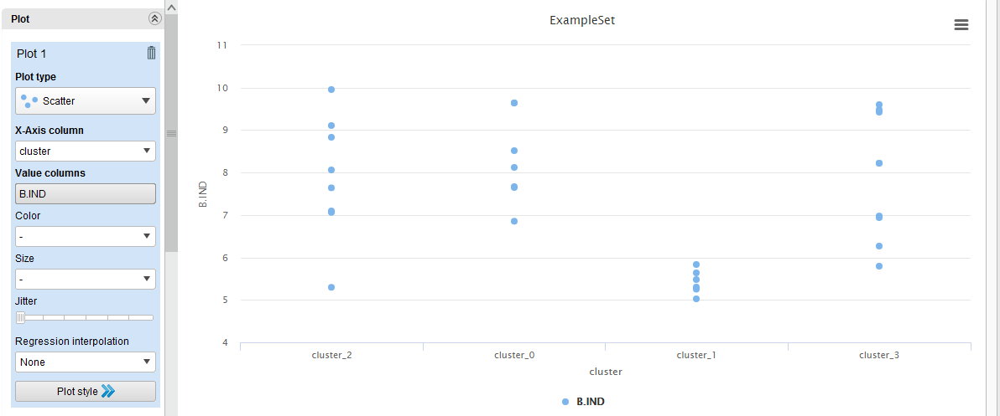 Plot
Plot 1
Plot type
Scatter
X-Axis column
cluster
Value columns
B.IND
Color
-
Size
-
Jitter
Regression interpolation
None
Plot style
ExampleSet
11
10
9
8
7
6
5
4
B.IND
cluster_2 cluster_0 cluster_1 cluster_3
cluster
B.IND